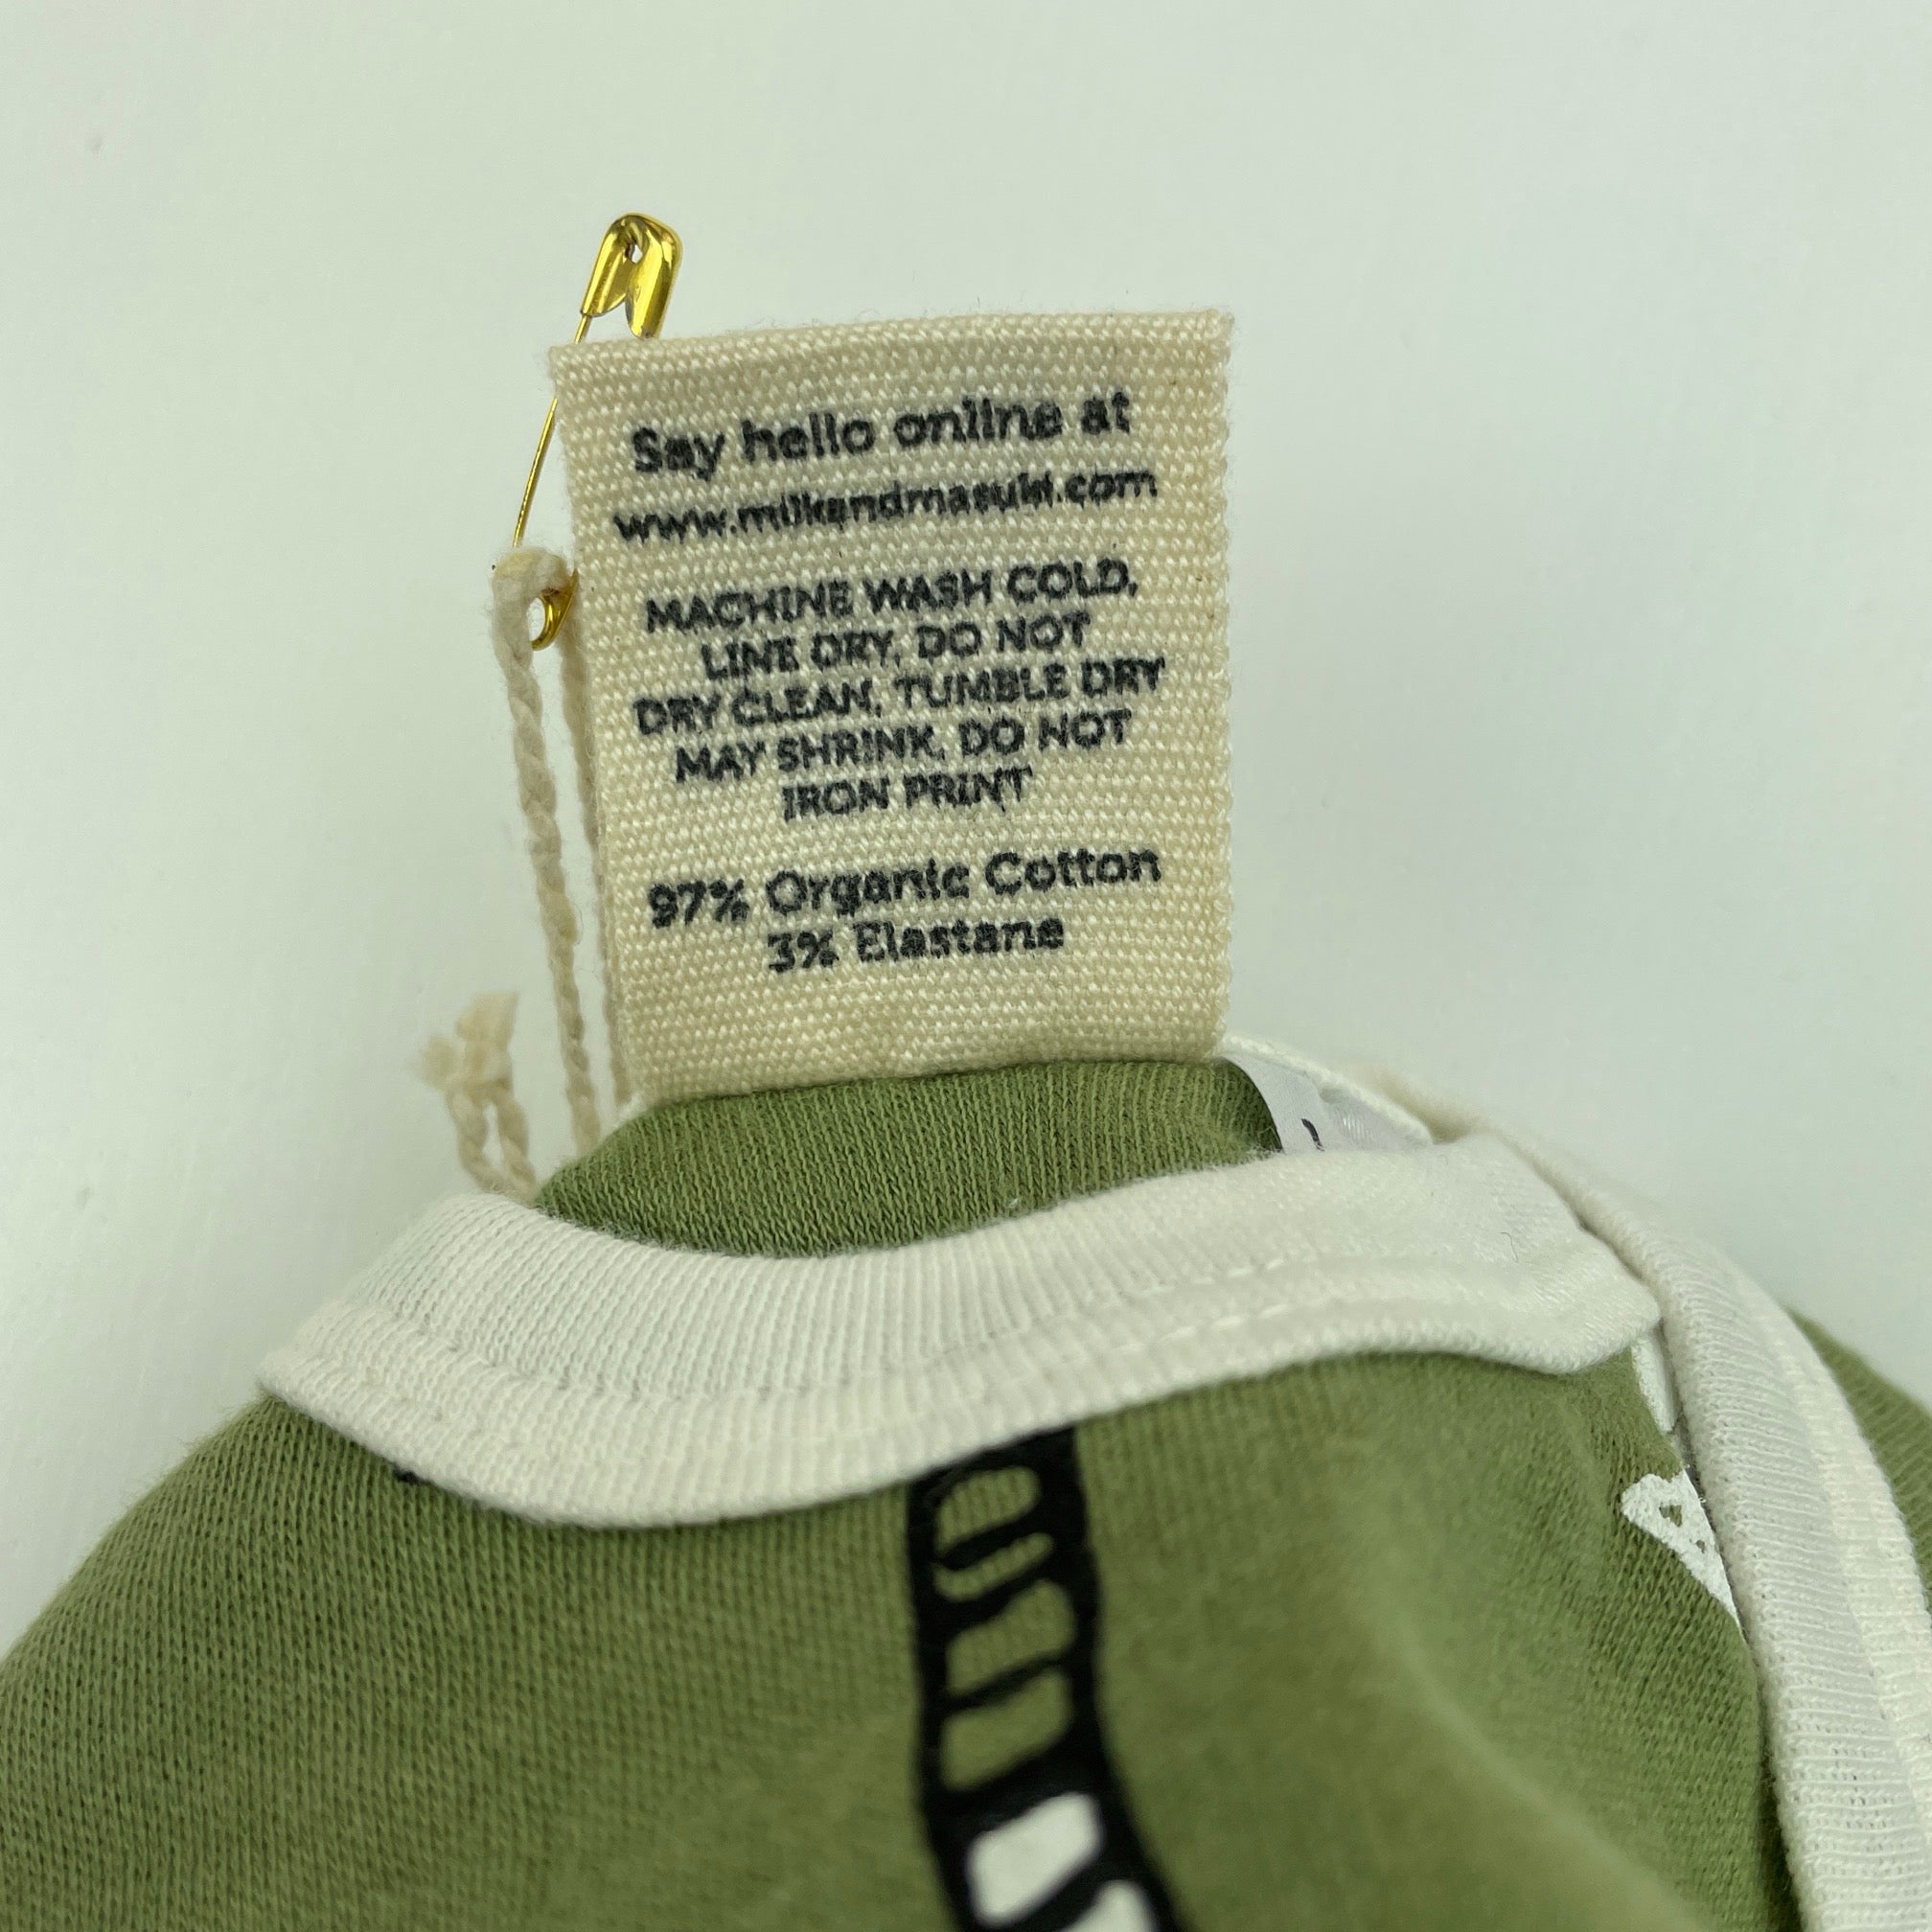 Say hello online at
www.milkandmasuki.com
MACHINE WASH COLD,
LINE DRY, DO NOT
DRY CLEAN, TUMBLE DRY
MAY SHRINK, DO NOT
IRON PRINT
97% Organic Cotton
3% Elastane